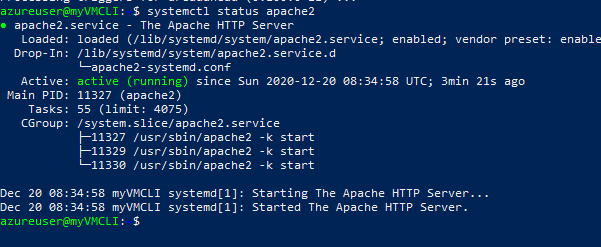 azureuser@myVMCLI: $ systemctl status apache2
● apache2.service - The Apache HTTP Server
Loaded: loaded (/lib/systemd/system/apache2.service; enabled; vendor preset: enable
Drop-In: /lib/systemd/system/apache2.service.d
└─apache2-systemd.conf
Active: active (running) since Sun 2020-12-20 08:34:58 UTC; 3min 21s ago
Main PID: 11327 (apache2)
Tasks: 55 (limit: 4075)
CGroup: /system.slice/apache2.service
├─11327 /usr/sbin/apache2 -k start
├─11329 /usr/sbin/apache2 -k start
└─11330 /usr/sbin/apache2 -k start
Dec 20 08:34:58 myVMCLI systemd[1]: Starting The Apache HTTP Server...
Dec 20 08:34:58 myVMCLI systemd[1]: Started The Apache HTTP Server.
azureuser@myVMCLI: $